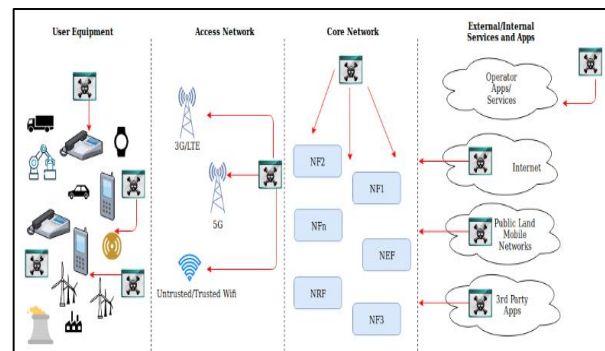 User Equipment
Access Network
Core Network
External/Internal
Services and Apps
3G/LTE
5G
Untrusted/Trusted Wifi
NF2
NF1
NFn
NEF
NRF
NF3
Operator
Apps/
Services
Internet
Public Land
Mobile
Networks
3rd Party
Apps